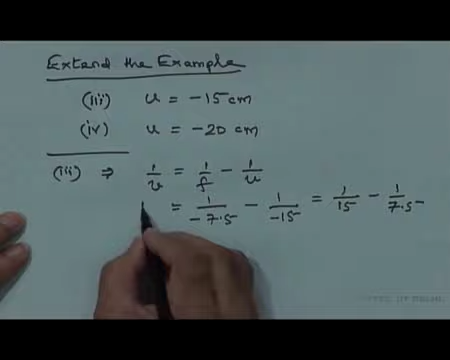 Extend the Example
(iii) u = -15 cm
(iv) u = -20 cm
(iii) ⇒ 1/v = 1/f - 1/u
= 1/-7.5 - 1/-15 = 1/15 - 1/7.5